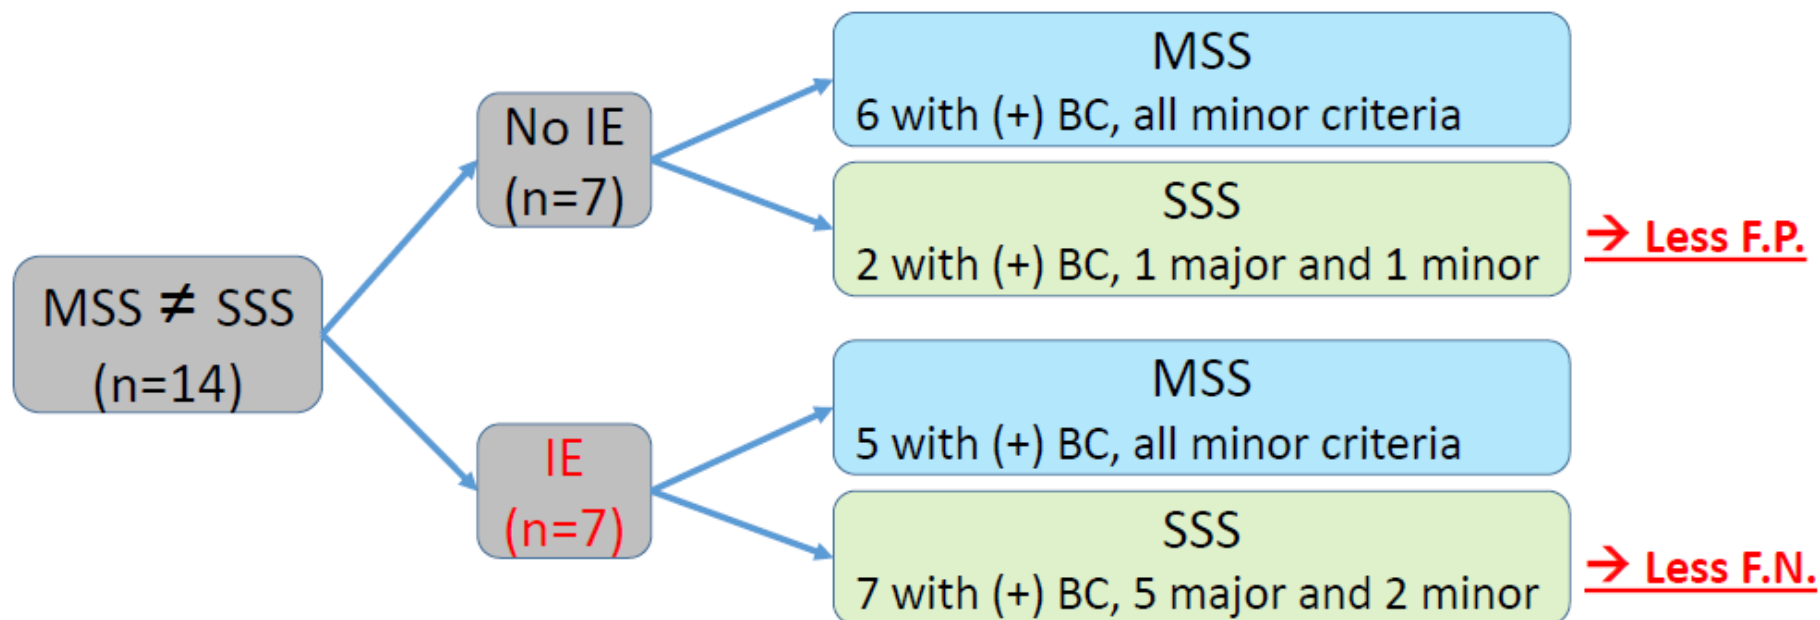 MSS ≠ SSS
(n=14)
No IE
(n=7)
MSS
6 with (+) BC, all minor criteria
SSS
2 with (+) BC, 1 major and 1 minor
→ Less F.P.
IE
(n=7)
MSS
5 with (+) BC, all minor criteria
SSS
7 with (+) BC, 5 major and 2 minor
→ Less F.N.